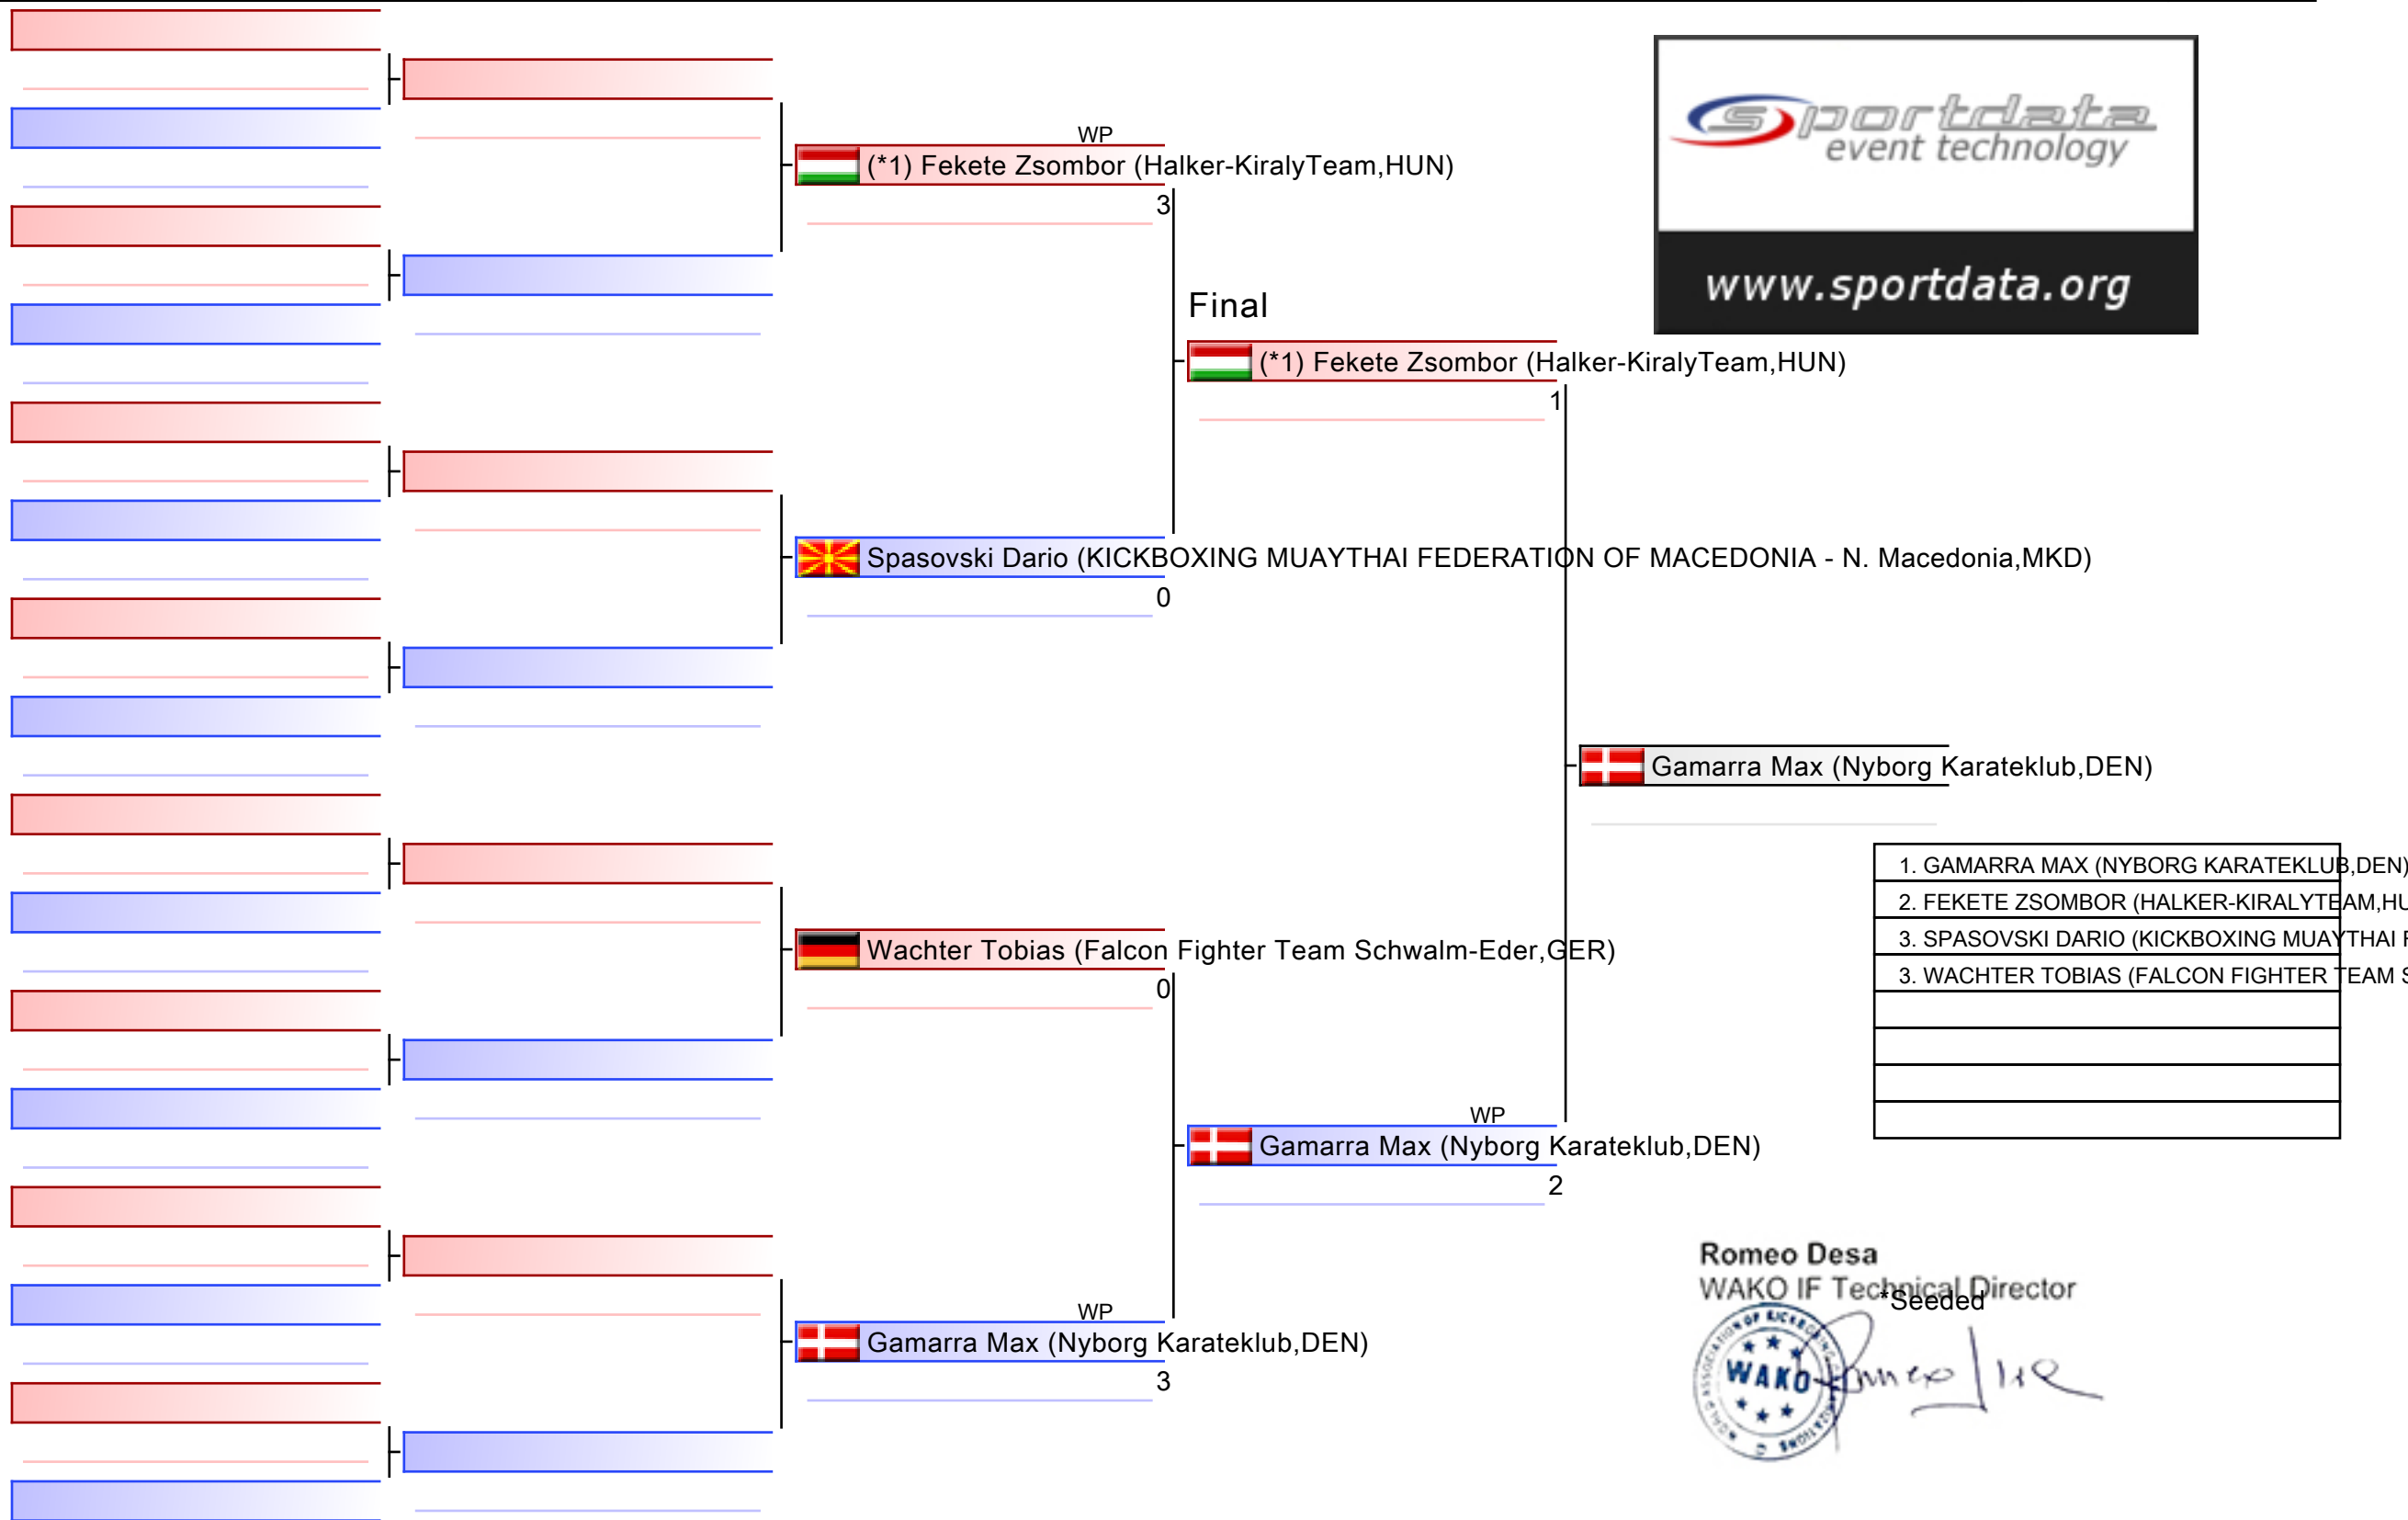 sportdata
event technology
www.sportdata.org
WP
(*1) Fekete Zsombor (Halker-KiralyTeam,HUN)
3
Final
(*1) Fekete Zsombor (Halker-KiralyTeam,HUN)
1
Spasovski Dario (KICKBOXING MUAYTHAI FEDERATION OF MACEDONIA - N. Macedonia,MKD)
0
Gamarra Max (Nyborg Karateklub,DEN)
1. GAMARRA MAX (NYBORG KARATEKLUB,DEN)
2. FEKETE ZSOMBOR (HALKER-KIRALYTEAM,HU
3. SPASOVSKI DARIO (KICKBOXING MUAYTHAI
3. WACHTER TOBIAS (FALCON FIGHTER TEAM S
Wachter Tobias (Falcon Fighter Team Schwalm-Eder,GER)
0
WP
Gamarra Max (Nyborg Karateklub,DEN)
2
WP
Gamarra Max (Nyborg Karateklub,DEN)
3
Romeo Desa
WAKO IF Technical Director
*Seeded
WAKO